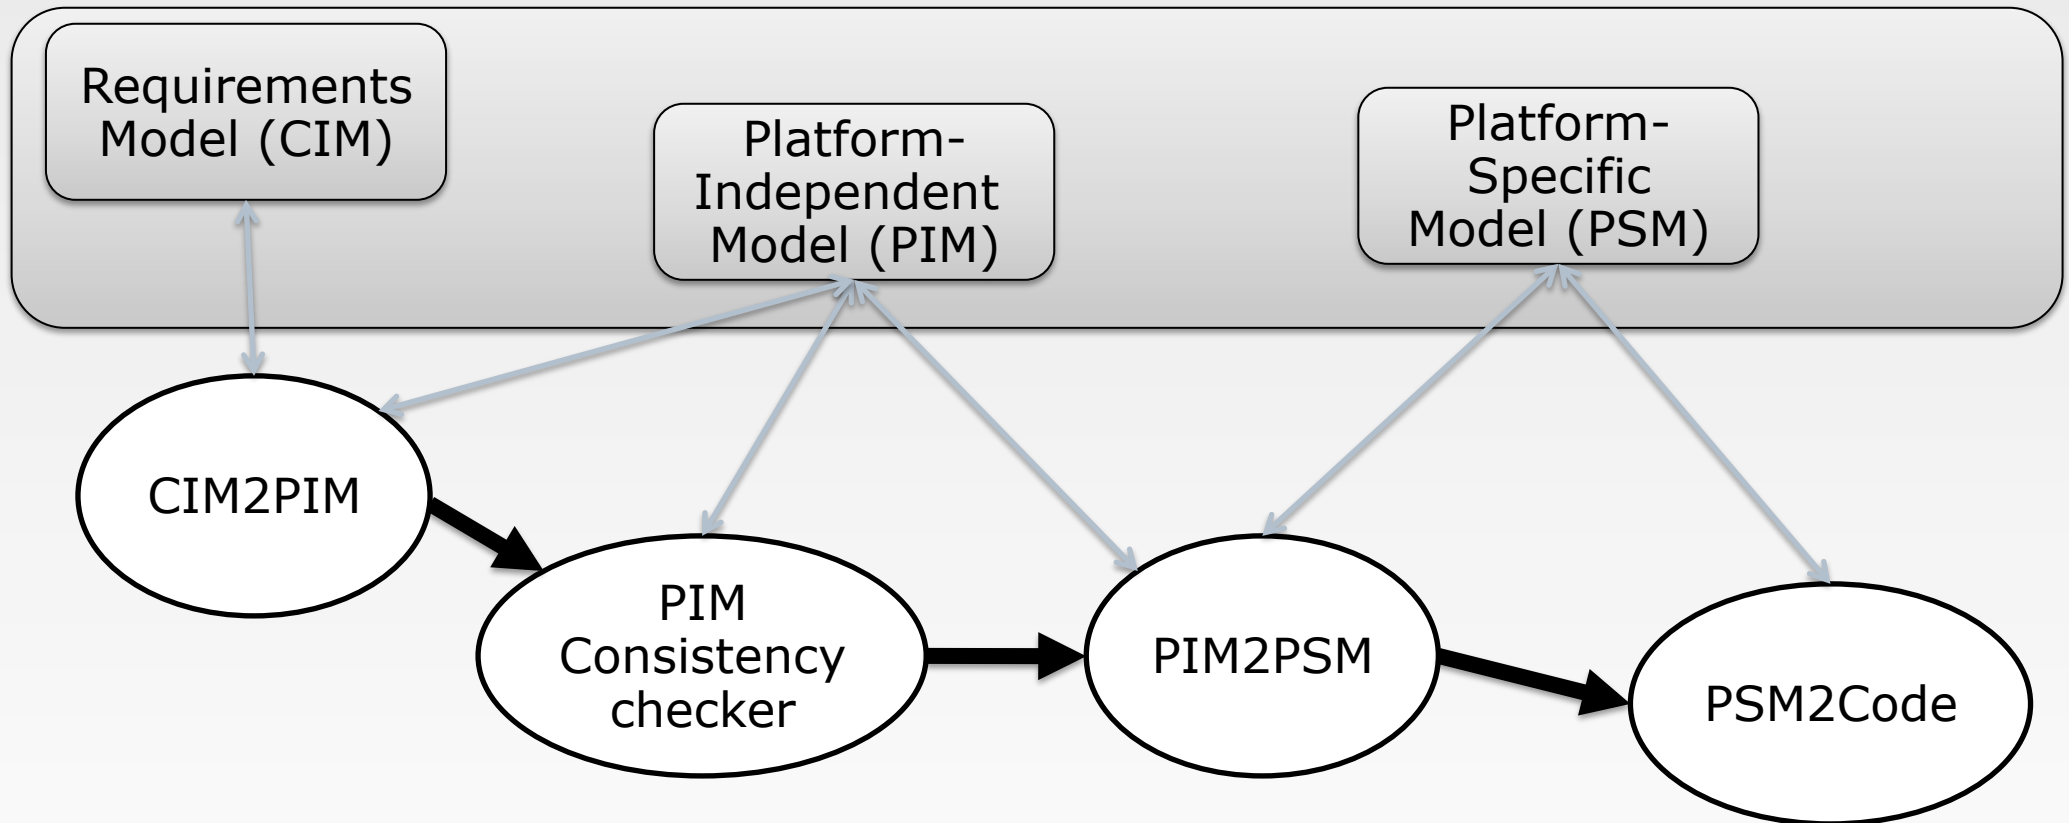 Requirements
Model (CIM)
Platform-
Independent
Model (PIM)
Platform-
Specific
Model (PSM)
CIM2PIM
PIM
Consistency
checker
PIM2PSM
PSM2Code